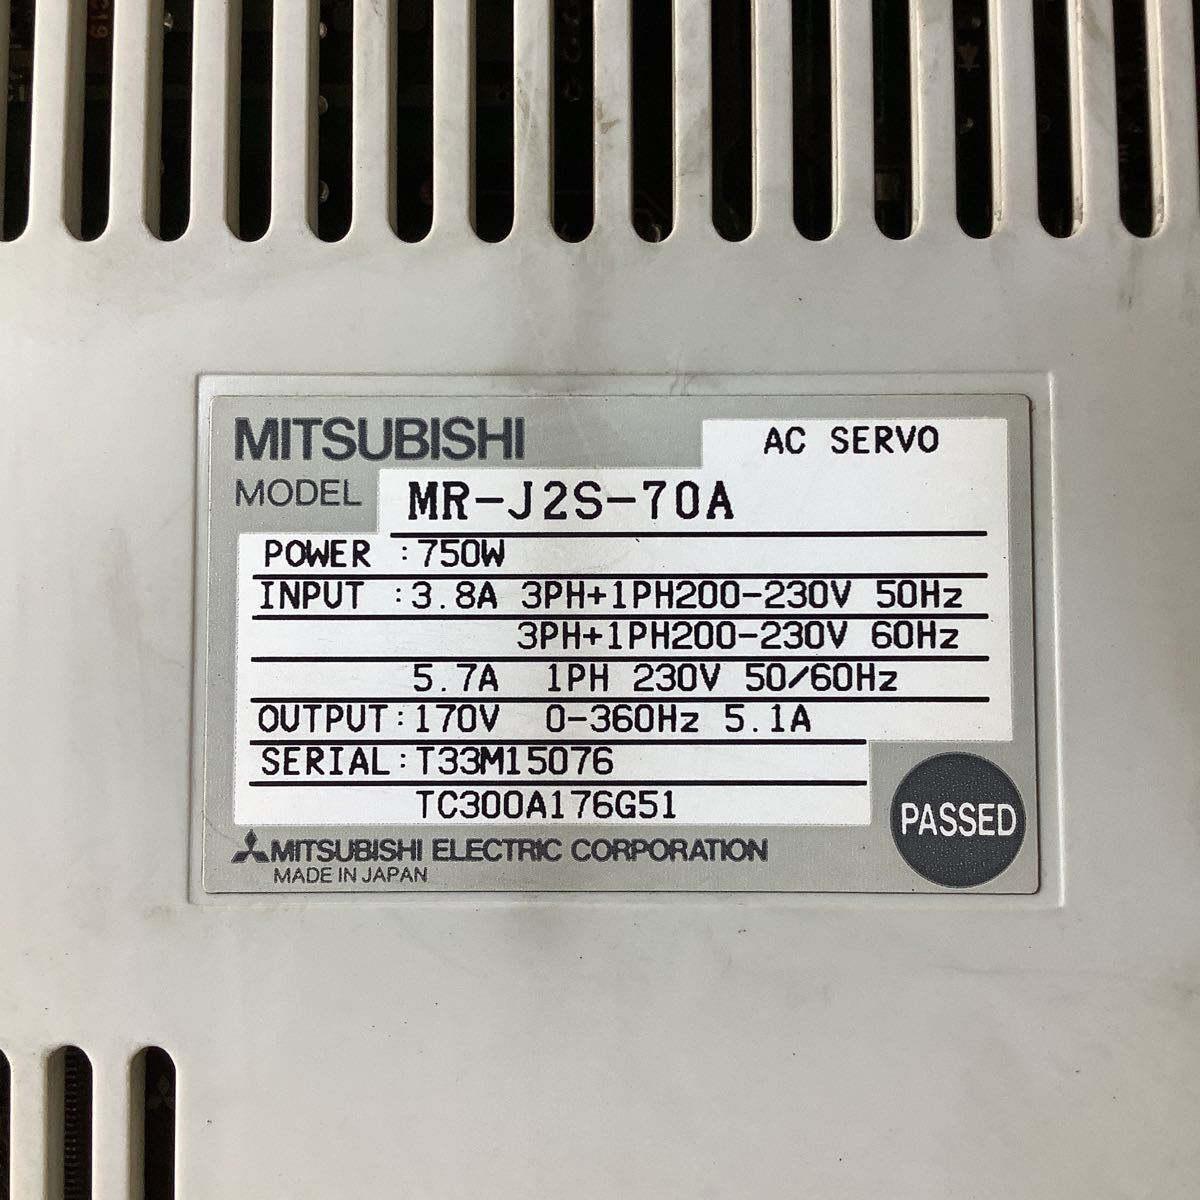 MITSUBISHI AC SERVO
MODEL MR-J2S-70A
POWER :750W
INPUT :3.8A 3PH+1PH200-230V 50Hz
3PH+1PH200-230V 60Hz
5.7A 1PH 230V 50/60Hz
OUTPUT:170V 0-360Hz 5.1A
SERIAL:T33M15076
TC300A176G51
PASSED
MITSUBISHI ELECTRIC CORPORATION
MADE IN JAPAN